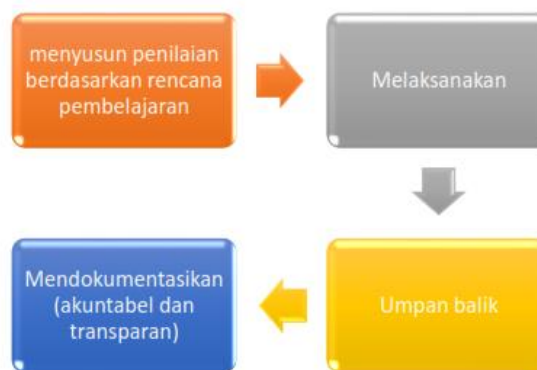 menyusun penilaian
berdasarkan rencana
pembelajaran
Melaksanakan
Umpan balik
Mendokumentasikan
(akuntabel dan
transparan)